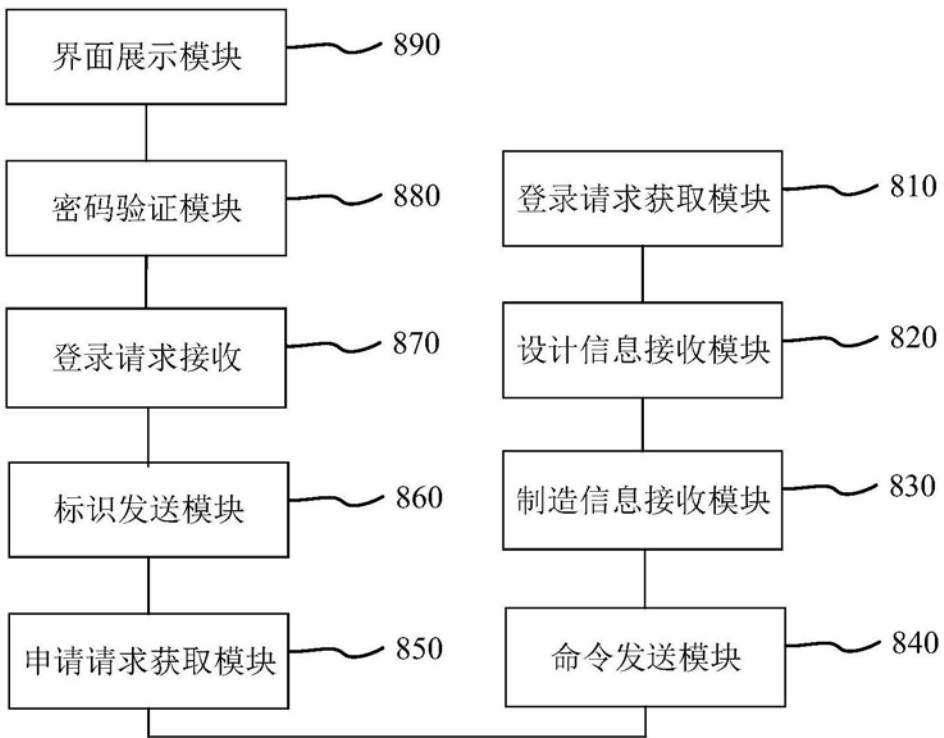 界面展示模块 890
密码验证模块 880
登录请求获取模块 810
登录请求接收 870
设计信息接收模块 820
标识发送模块 860
制造信息接收模块 830
申请请求获取模块 850
命令发送模块 840